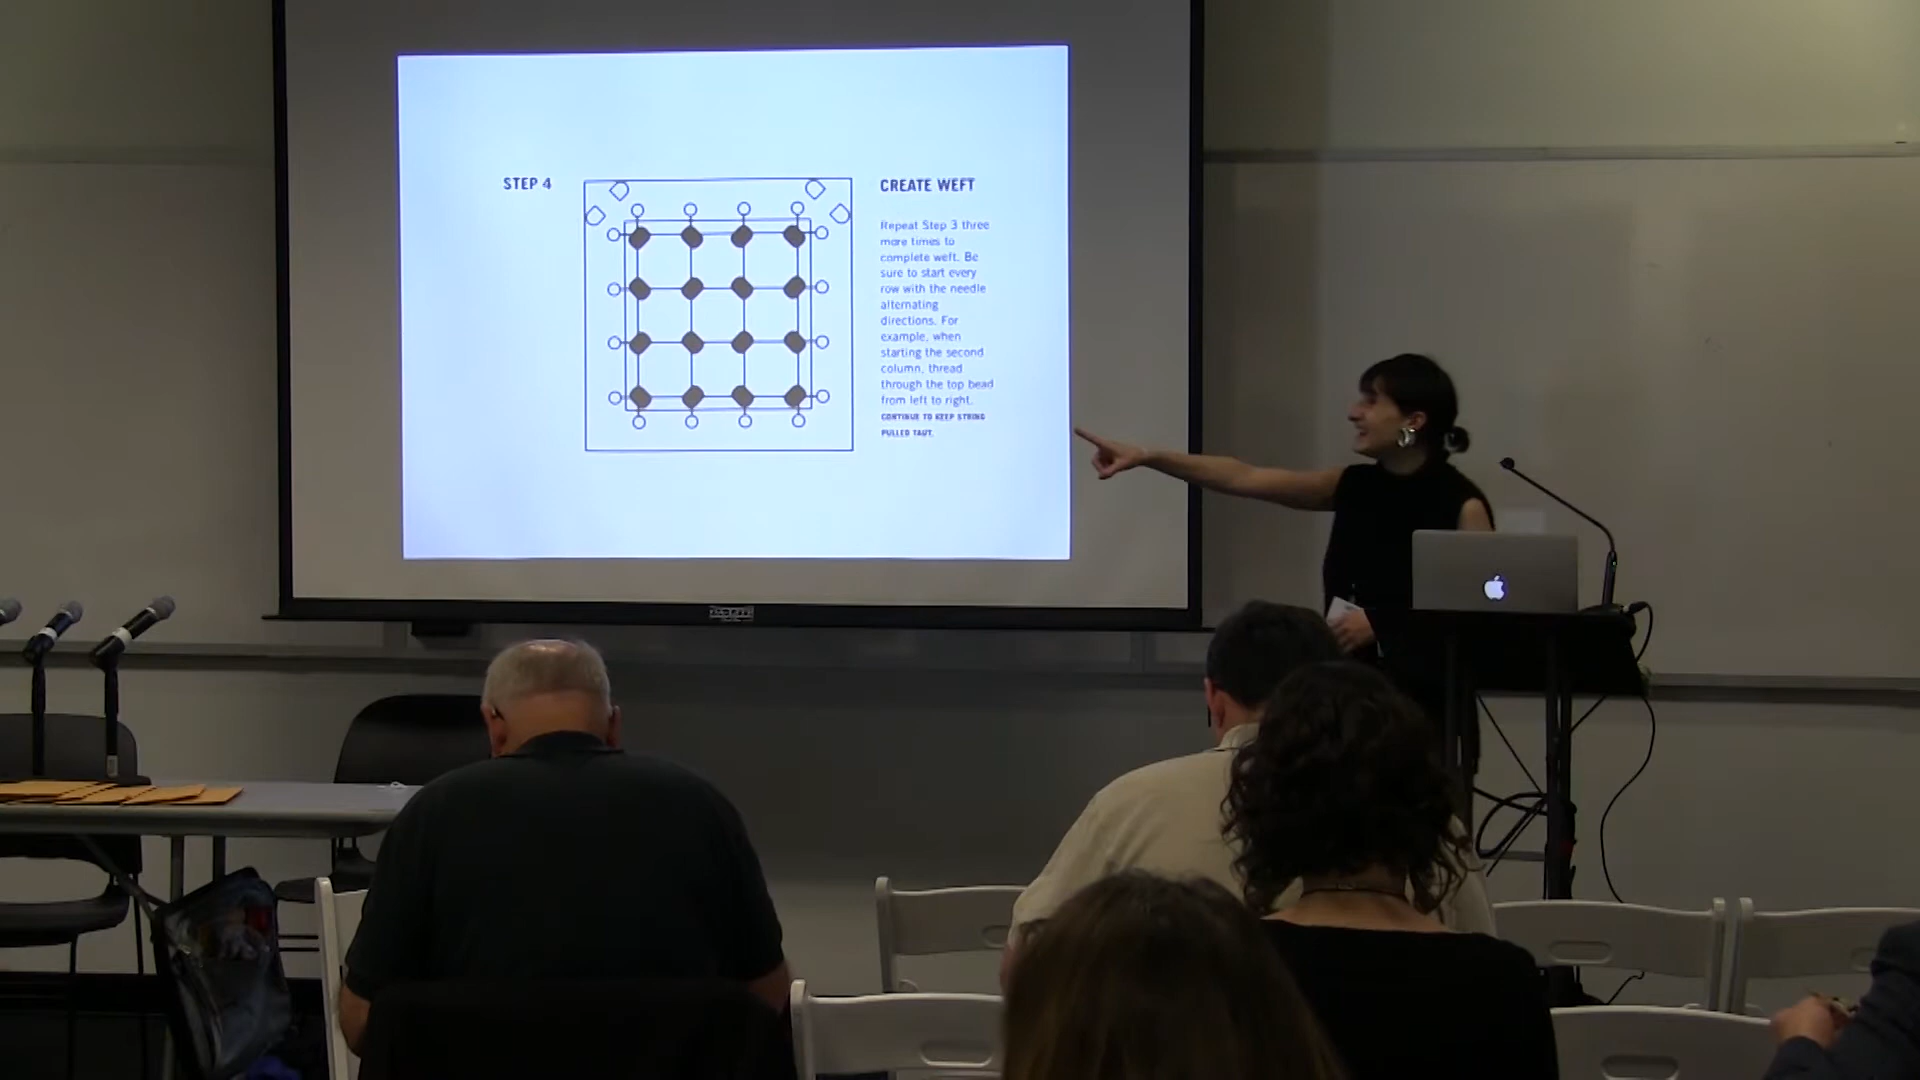 STEP 4
CREATE WEFT
Repeat Step 3 three
more times to
complete weft. Be
sure to start every
row with the needle
alternating
directions. For
example, when
starting the second
column, thread
through the top bead
from left to right.
CONTINUE TO KEEP STRING
PULLED TAUT.
DA-LITE